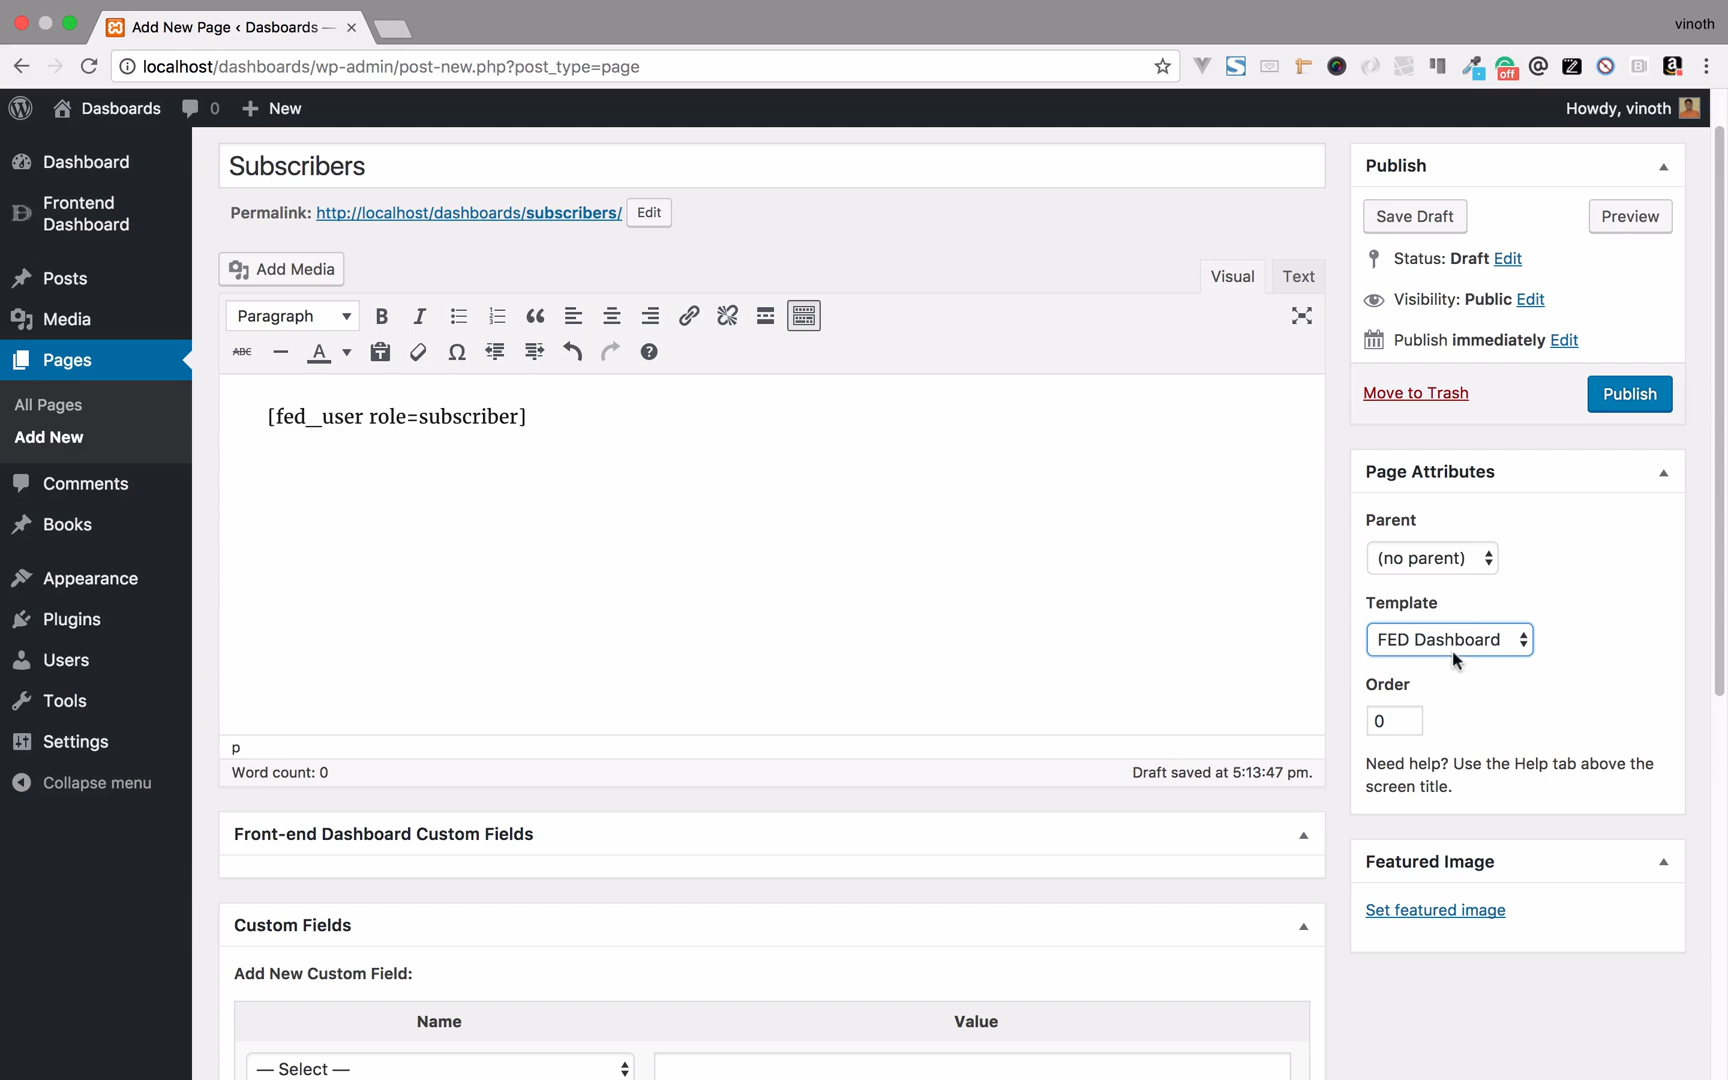 Add New Page ‹ Dasboards —
vinoth
localhost/dashboards/wp-admin/post-new.php?post_type=page
off
Dasboards
0
New
Howdy, vinoth
Dashboard
Frontend
Dashboard
Posts
Media
Pages
All Pages
Add New
Comments
Books
Appearance
Plugins
Users
Tools
Settings
Collapse menu
Subscribers
Permalink: http://localhost/dashboards/subscribers/ Edit
Add Media
Visual
Text
Paragraph
B
I
ABC
A
[fed_user role=subscriber]
p
Word count: 0
Draft saved at 5:13:47 pm.
Front-end Dashboard Custom Fields
Custom Fields
Add New Custom Field:
Name
Value
— Select —
Publish
Save Draft
Preview
Status: Draft Edit
Visibility: Public Edit
Publish immediately Edit
Move to Trash
Publish
Page Attributes
Parent
(no parent)
Template
FED Dashboard
Order
0
Need help? Use the Help tab above the
screen title.
Featured Image
Set featured image